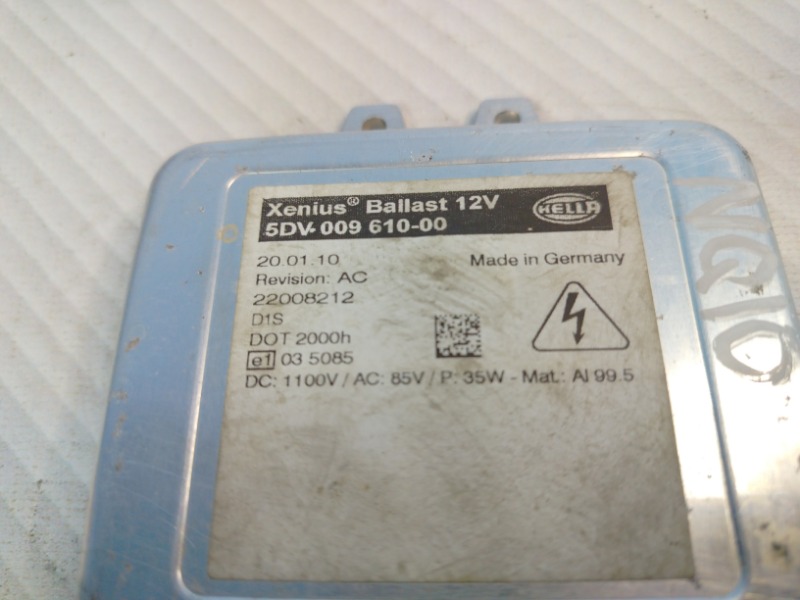 Xenius® Ballast 12V
5DV-009 610-00
HELLA
20.01.10
Made in Germany
Revision: AC
22008212
D1S
DOT 2000h
e1 03 5085
DC: 1100V / AC: 85V / P: 35W - Mat.: Al 99.5
NQ10